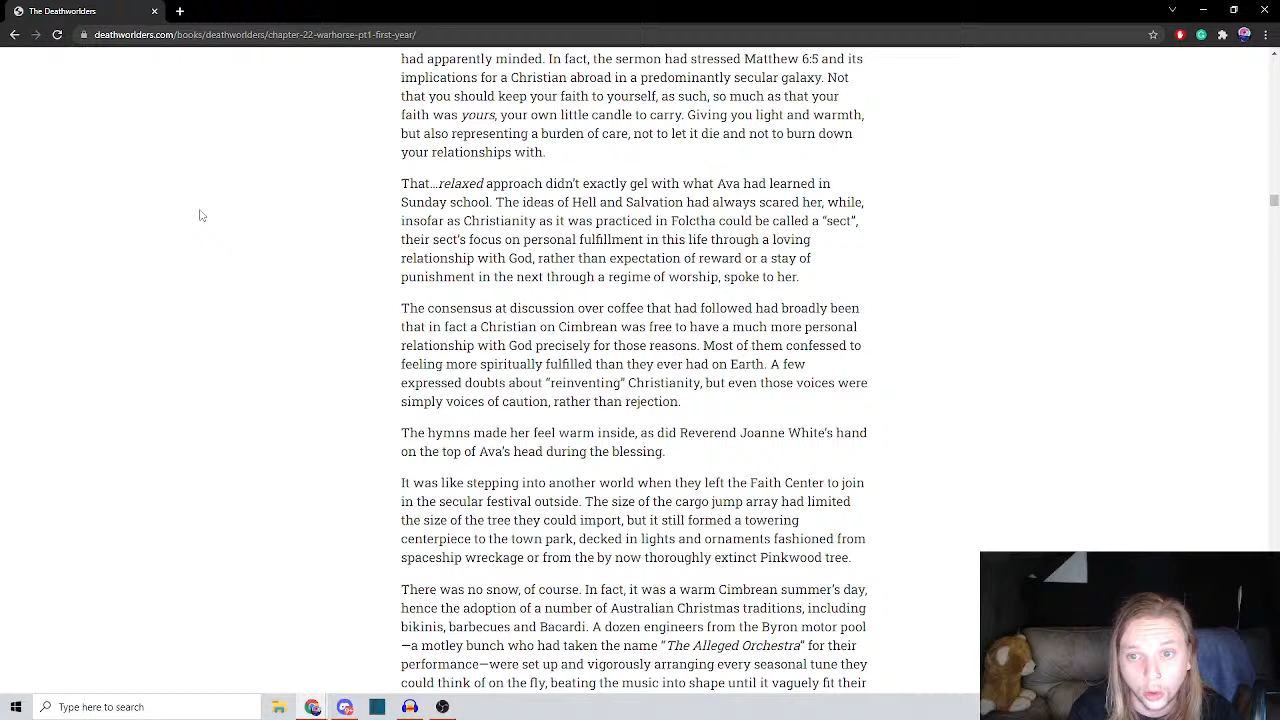 The Deathworlders
deathworlders.com/books/deathworlders/chapter-22-warhorse-pt1-first-year/
had apparently minded. In fact, the sermon had stressed Matthew 6:5 and its
implications for a Christian abroad in a predominantly secular galaxy. Not
that you should keep your faith to yourself, as such, so much as that your
faith was yours, your own little candle to carry. Giving you light and warmth,
but also representing a burden of care, not to let it die and not to burn down
your relationships with.
That…relaxed approach didn’t exactly gel with what Ava had learned in
Sunday school. The ideas of Hell and Salvation had always scared her, while,
insofar as Christianity as it was practiced in Folctha could be called a “sect”,
their sect’s focus on personal fulfillment in this life through a loving
relationship with God, rather than expectation of reward or a stay of
punishment in the next through a regime of worship, spoke to her.
The consensus at discussion over coffee that had followed had broadly been
that in fact a Christian on Cimbrean was free to have a much more personal
relationship with God precisely for those reasons. Most of them confessed to
feeling more spiritually fulfilled than they ever had on Earth. A few
expressed doubts about “reinventing” Christianity, but even those voices were
simply voices of caution, rather than rejection.
The hymns made her feel warm inside, as did Reverend Joanne White’s hand
on the top of Ava’s head during the blessing.
It was like stepping into another world when they left the Faith Center to join
in the secular festival outside. The size of the cargo jump array had limited
the size of the tree they could import, but it still formed a towering
centerpiece to the town park, decked in lights and ornaments fashioned from
spaceship wreckage or from the by now thoroughly extinct Pinkwood tree.
There was no snow, of course. In fact, it was a warm Cimbrean summer’s day,
hence the adoption of a number of Australian Christmas traditions, including
bikinis, barbecues and Bacardi. A dozen engineers from the Byron motor pool
—a motley bunch who had taken the name “The Alleged Orchestra” for their
performance—were set up and vigorously arranging every seasonal tune they
could think of on the fly, beating the music into shape until it vaguely fit their
Type here to search